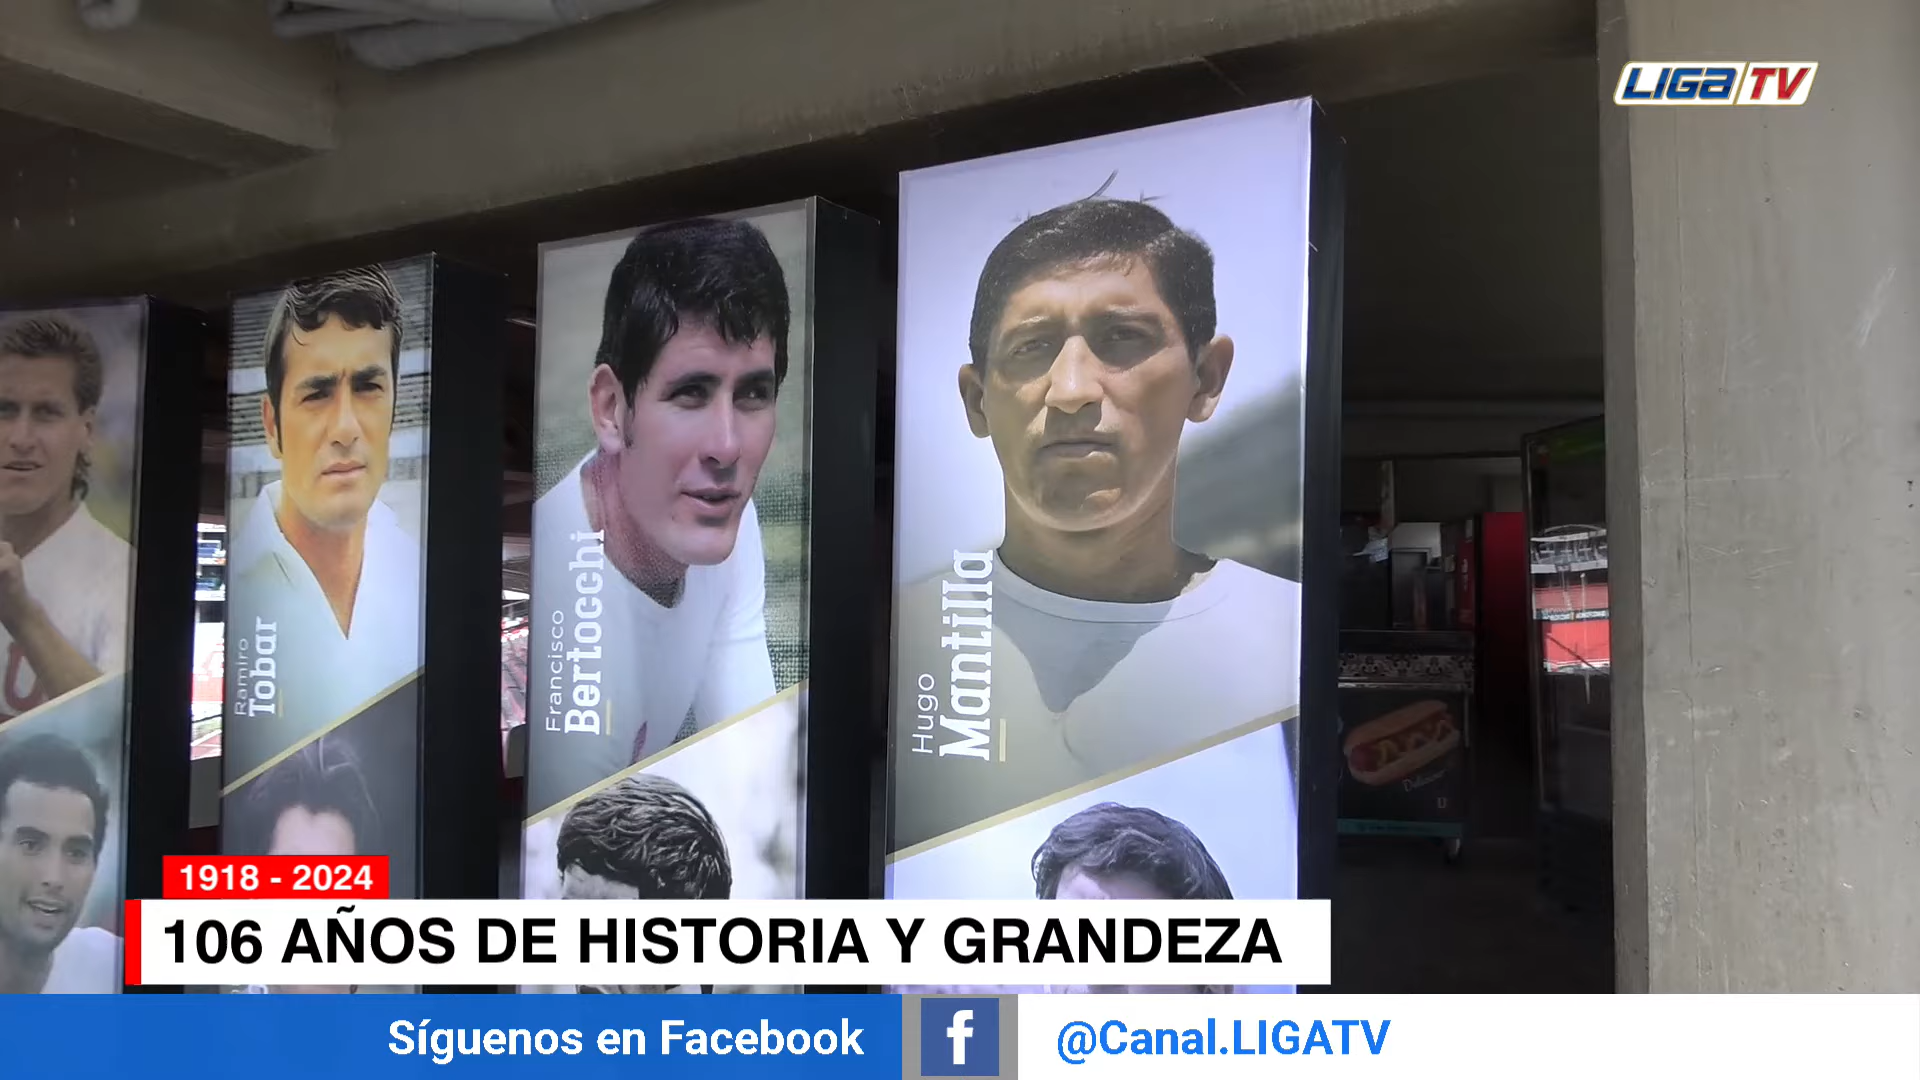 LIGA TV
Ramiro
Tobar
Francisco
Bertocchi
Hugo
Mantilla
U
Delicioso
1918 - 2024
106 AÑOS DE HISTORIA Y GRANDEZA
Síguenos en Facebook
f
@Canal.LIGATV